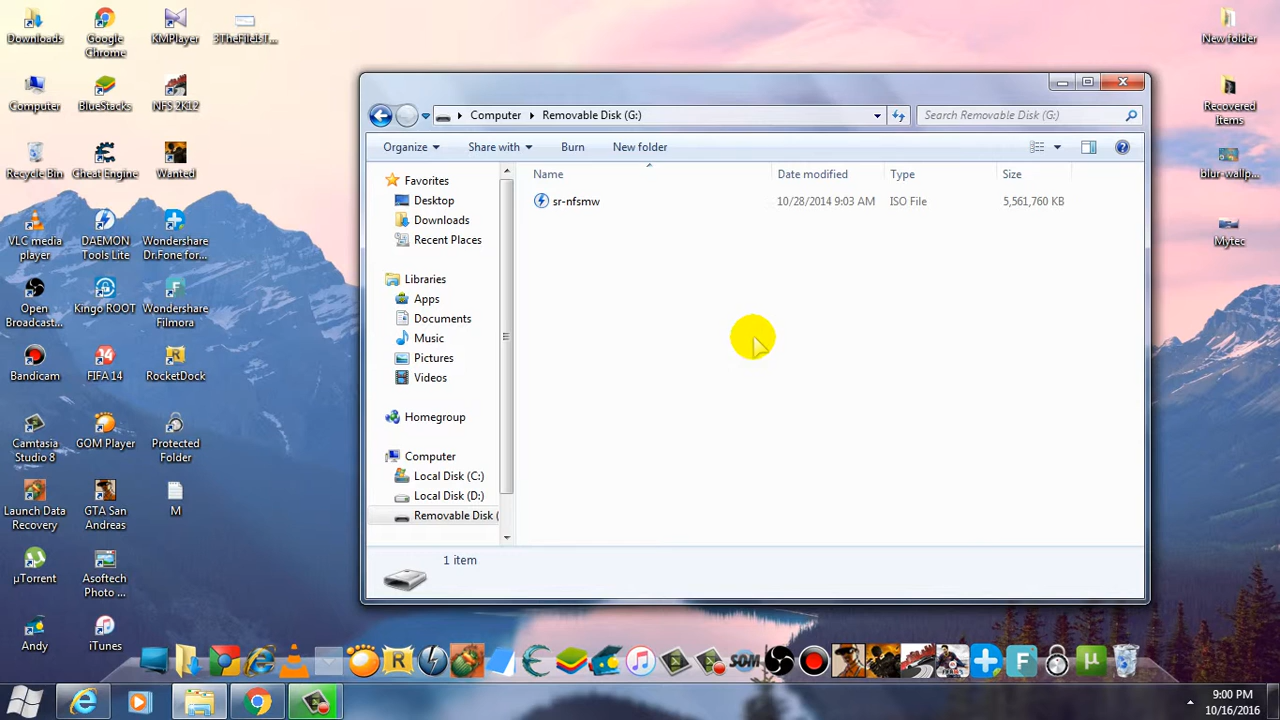 Downloads
Google Chrome
KMPlayer
3TheFileIsT...
Computer
BlueStacks
NFS 2K12
Recycle Bin
Cheat Engine
Wanted
VLC media player
DAEMON Tools Lite
Wondershare Dr.Fone for...
Open Broadcast...
Kingo ROOT
Wondershare Filmora
Bandicam
FIFA 14
RocketDock
Camtasia Studio 8
GOM Player
Protected Folder
Launch Data Recovery
GTA San Andreas
M
µTorrent
Asoftech Photo ...
Andy
iTunes
New folder
Recovered Items
blur-wallp...
Mytec
Computer
Removable Disk (G:)
Search Removable Disk (G:)
Organize
Share with
Burn
New folder
Favorites
Desktop
Downloads
Recent Places
Libraries
Apps
Documents
Music
Pictures
Videos
Homegroup
Computer
Local Disk (C:)
Local Disk (D:)
Removable Disk (
Name
Date modified
Type
Size
sr-nfsmw
10/28/2014 9:03 AM
ISO File
5,561,760 KB
1 item
SOM
9:00 PM
10/16/2016